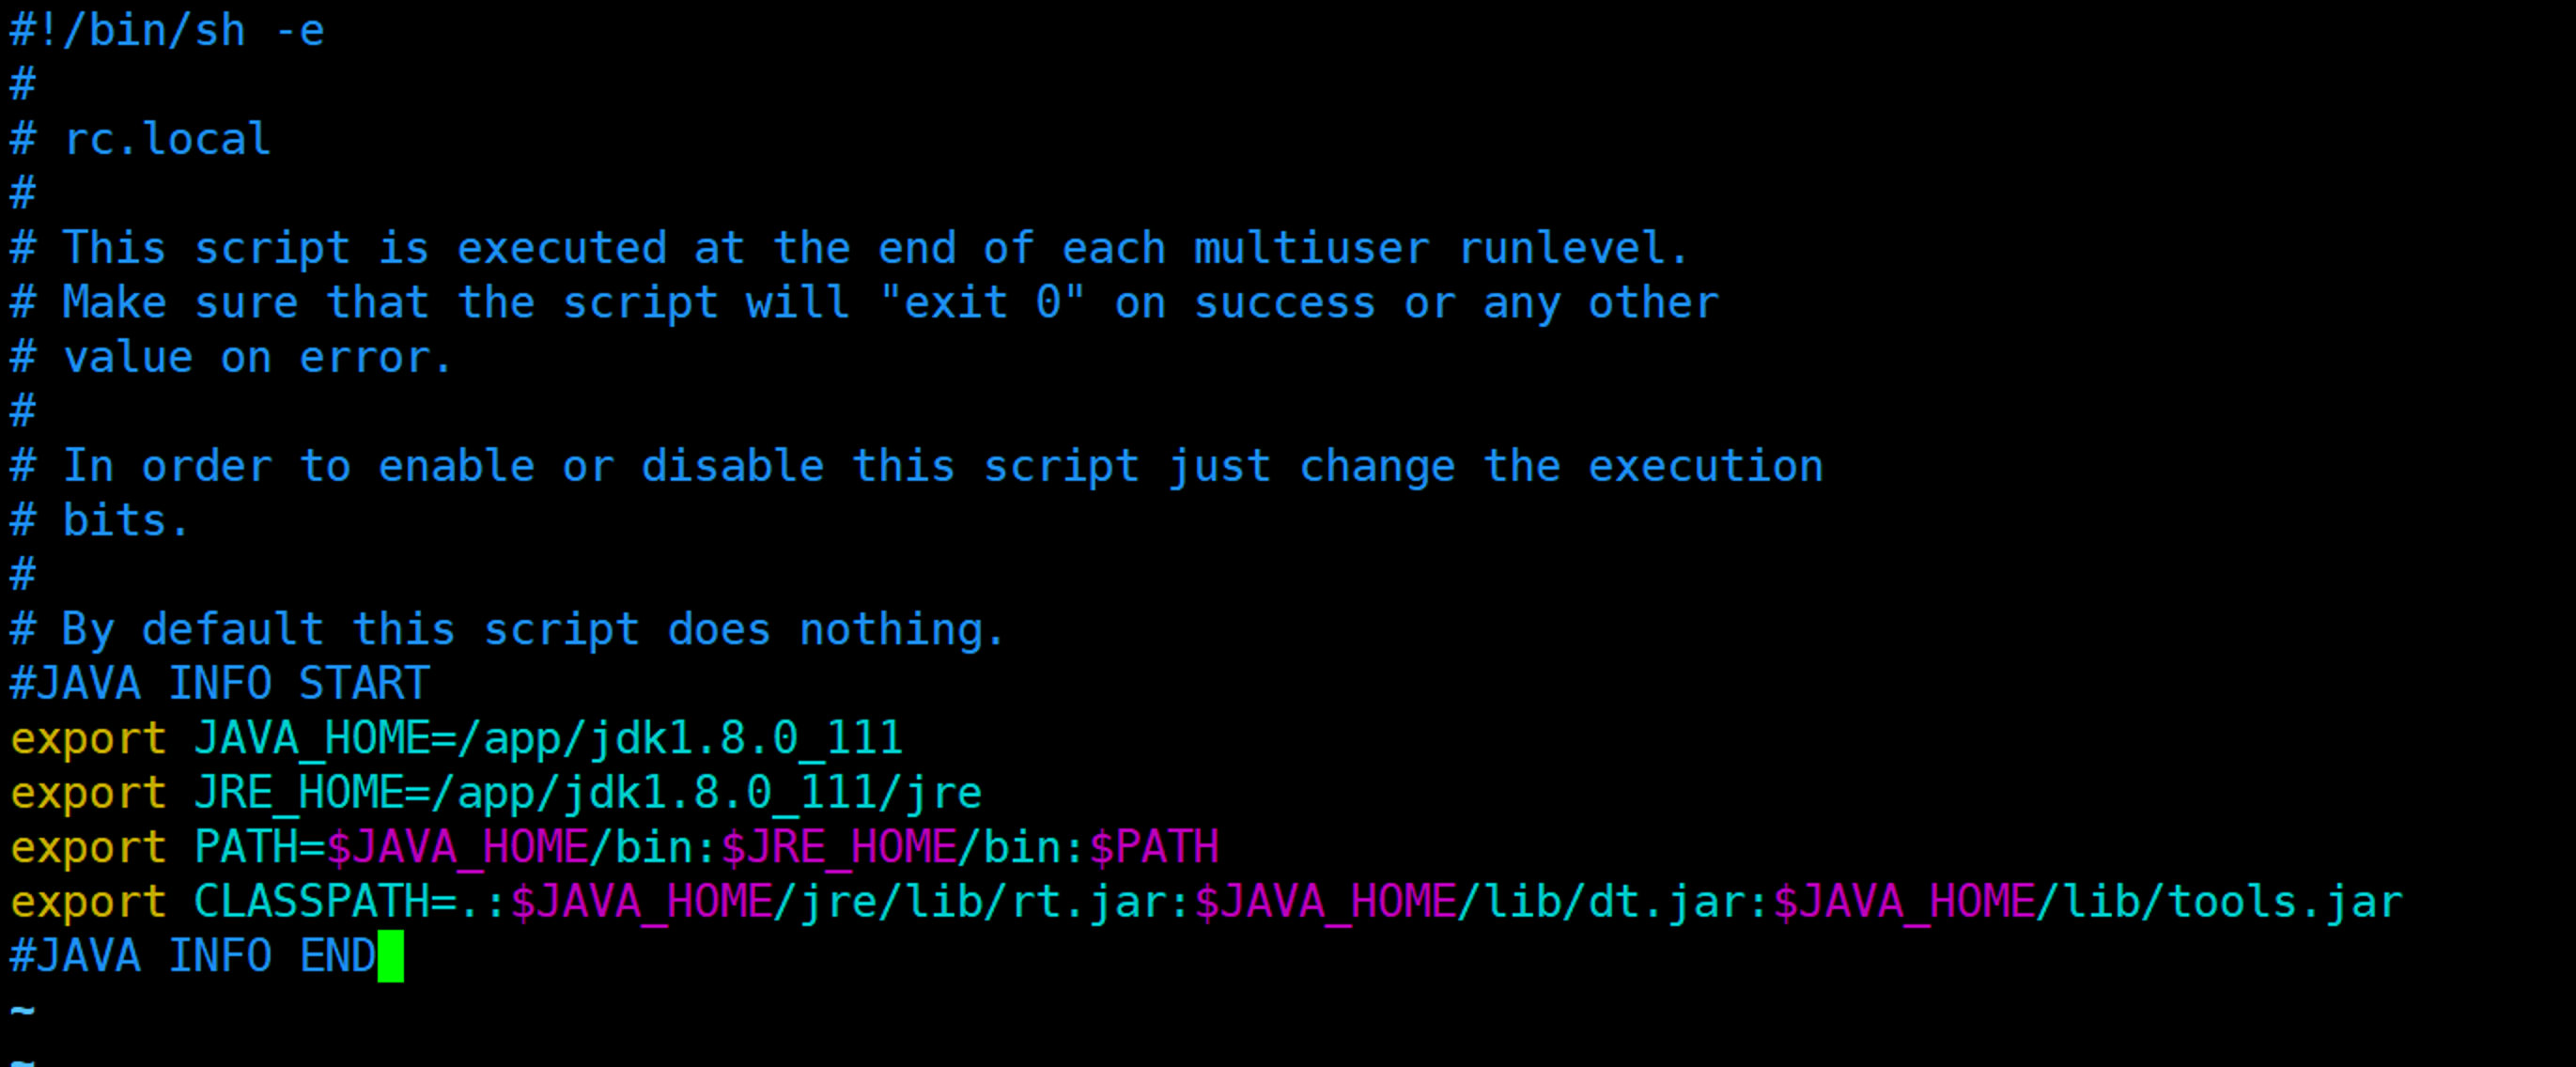 #!/bin/sh -e
#
# rc.local
#
# This script is executed at the end of each multiuser runlevel.
# Make sure that the script will "exit 0" on success or any other
# value on error.
#
# In order to enable or disable this script just change the execution
# bits.
#
# By default this script does nothing.
#JAVA INFO START
export JAVA_HOME=/app/jdk1.8.0_111
export JRE_HOME=/app/jdk1.8.0_111/jre
export PATH=$JAVA_HOME/bin:$JRE_HOME/bin:$PATH
export CLASSPATH=.:$JAVA_HOME/jre/lib/rt.jar:$JAVA_HOME/lib/dt.jar:$JAVA_HOME/lib/tools.jar
#JAVA INFO END
~
~